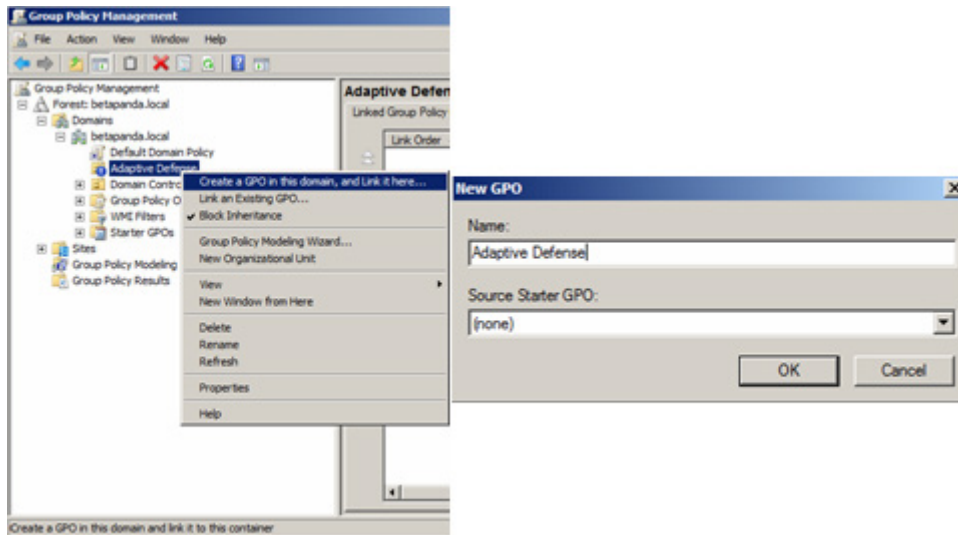 Group Policy Management
File Action View Window Help
Group Policy Management
Forest: betapanda.local
Domains
betapanda.local
Default Domain Policy
Adaptive Defense
Domain Contro
Group Policy O
WMI Filters
Starter GPOs
Sites
Group Policy Modeling
Group Policy Results
Adaptive Defen
Linked Group Policy
Link Order
Create a GPO in this domain, and Link it here...
Link an Existing GPO...
Block Inheritance
Group Policy Modeling Wizard...
New Organizational Unit
View
New Window from Here
Delete
Rename
Refresh
Properties
Help
Create a GPO in this domain and link it to this container
New GPO
Name:
Adaptive Defense
Source Starter GPO:
(none)
OK Cancel